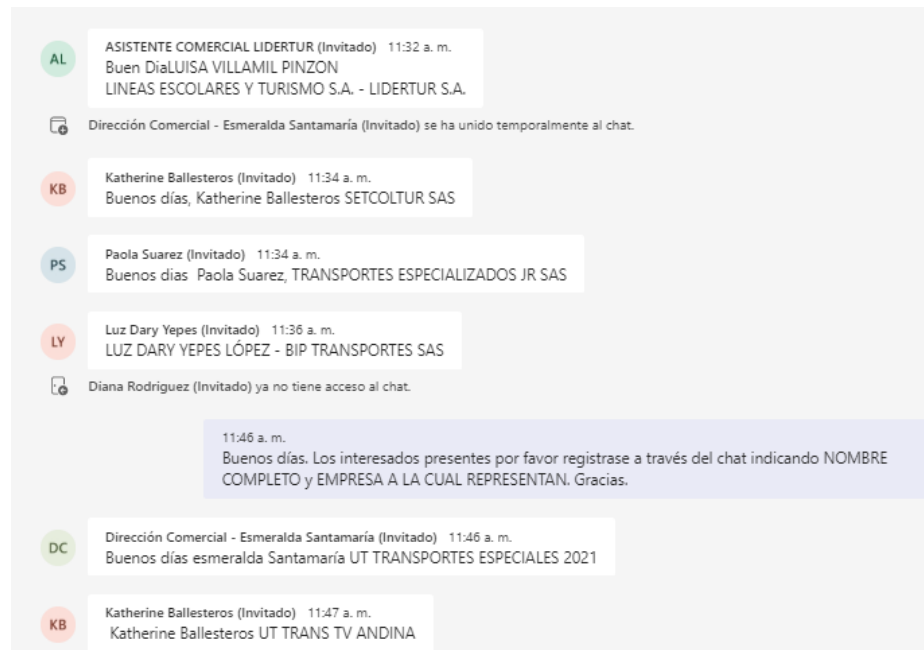 AL
ASISTENTE COMERCIAL LIDERTUR (Invitado) 11:32 a. m.
Buen DiaLUISA VILLAMIL PINZON
LINEAS ESCOLARES Y TURISMO S.A. - LIDERTUR S.A.
Dirección Comercial - Esmeralda Santamaría (Invitado) se ha unido temporalmente al chat.
KB
Katherine Ballesteros (Invitado) 11:34 a. m.
Buenos días, Katherine Ballesteros SETCOLTUR SAS
PS
Paola Suarez (Invitado) 11:34 a. m.
Buenos dias Paola Suarez, TRANSPORTES ESPECIALIZADOS JR SAS
LY
Luz Dary Yepes (Invitado) 11:36 a. m.
LUZ DARY YEPES LÓPEZ - BIP TRANSPORTES SAS
Diana Rodriguez (Invitado) ya no tiene acceso al chat.
11:46 a. m.
Buenos días. Los interesados presentes por favor registrase a través del chat indicando NOMBRE
COMPLETO y EMPRESA A LA CUAL REPRESENTAN. Gracias.
DC
Dirección Comercial - Esmeralda Santamaría (Invitado) 11:46 a. m.
Buenos días esmeralda Santamaría UT TRANSPORTES ESPECIALES 2021
KB
Katherine Ballesteros (Invitado) 11:47 a. m.
Katherine Ballesteros UT TRANS TV ANDINA